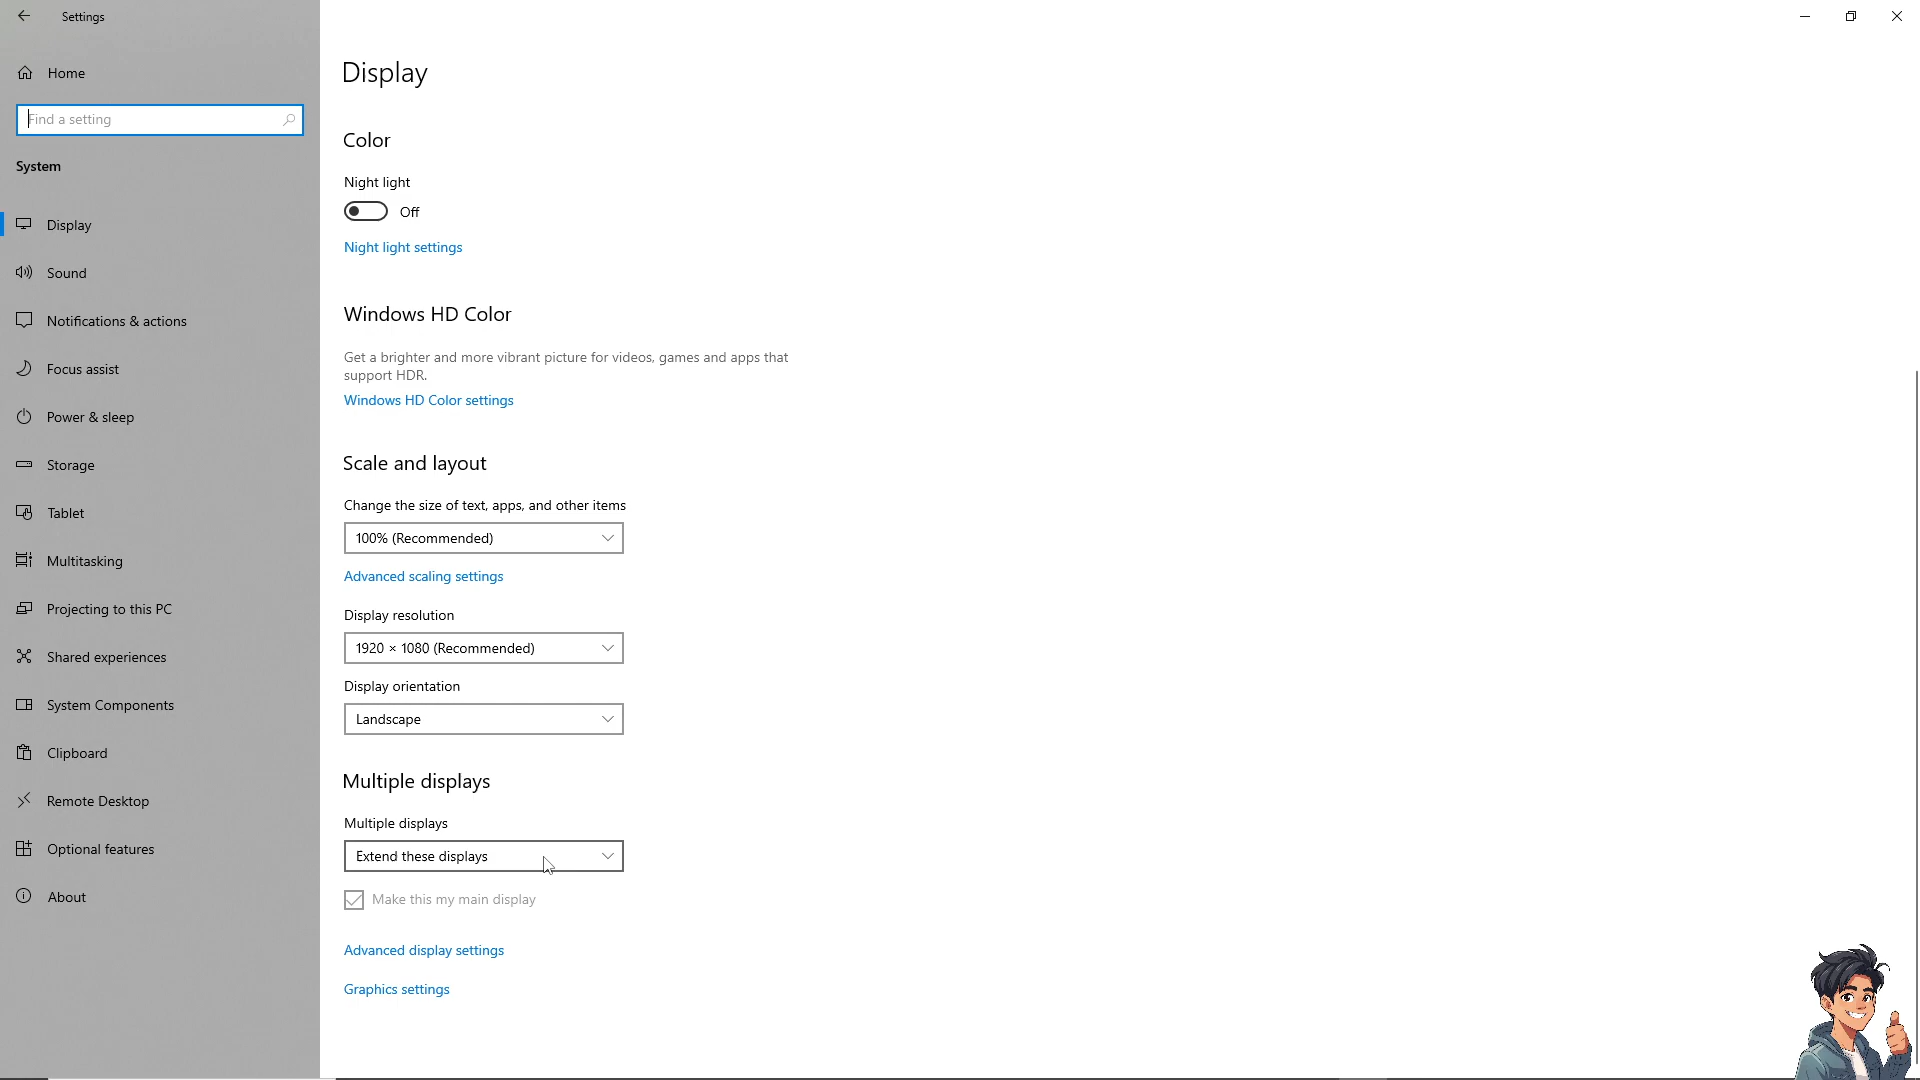 Settings
Home
Find a setting
System
Display
Sound
Notifications & actions
Focus assist
Power & sleep
Storage
Tablet
Multitasking
Projecting to this PC
Shared experiences
System Components
Clipboard
Remote Desktop
Optional features
About
Display
Color
Night light
Off
Night light settings
Windows HD Color
Get a brighter and more vibrant picture for videos, games and apps that
support HDR.
Windows HD Color settings
Scale and layout
Change the size of text, apps, and other items
100% (Recommended)
Advanced scaling settings
Display resolution
1920 × 1080 (Recommended)
Display orientation
Landscape
Multiple displays
Multiple displays
Extend these displays
Make this my main display
Advanced display settings
Graphics settings